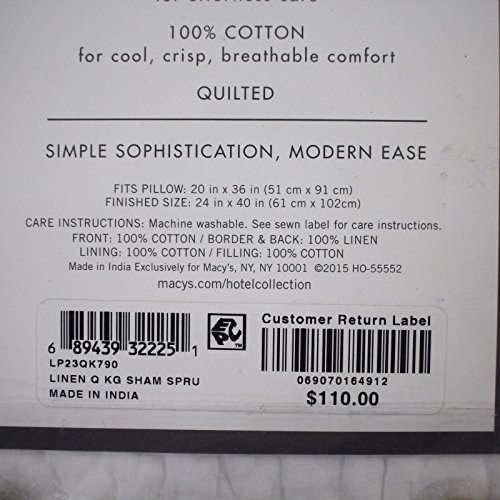 100% COTTON
for cool, crisp, breathable comfort
QUILTED
SIMPLE SOPHISTICATION, MODERN EASE
FITS PILLOW: 20 in x 36 in (51 cm x 91 cm)
FINISHED SIZE: 24 in x 40 in (61 cm x 102cm)
CARE INSTRUCTIONS: Machine washable. See sewn label for care instructions.
FRONT: 100% COTTON / BORDER & BACK: 100% LINEN
LINING: 100% COTTON / FILLING: 100% COTTON
Made in India Exclusively for Macy's, NY, NY 10001 ©2015 HO-55552
macys.com/hotelcollection
6 89439 32225 1
LP23QK790
LINEN Q KG SHAM SPRU
MADE IN INDIA
TM
Customer Return Label
069070164912
$110.00